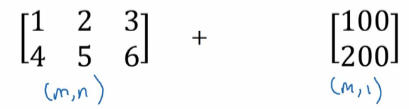 [1 2 3
4 5 6] + [100
200]
(m,n) (m,1)